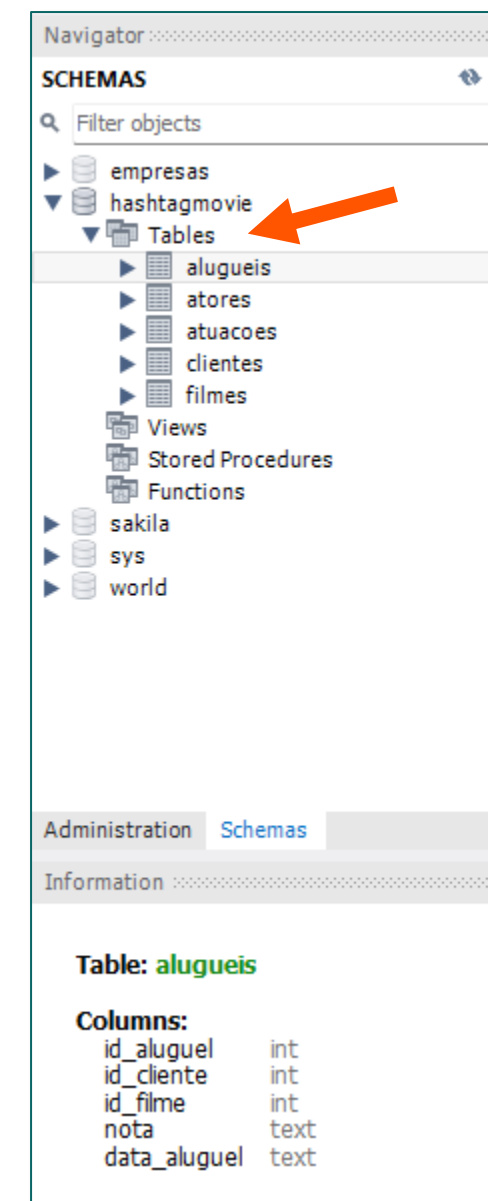 Navigator
SCHEMAS
Filter objects
empresas
hashtagmovie
Tables
alugueis
atores
atuacoes
clientes
filmes
Views
Stored Procedures
Functions
sakila
sys
world
Administration Schemas
Information
Table: alugueis
Columns:
id_aluguel int
id_cliente int
id_filme int
nota text
data_aluguel text